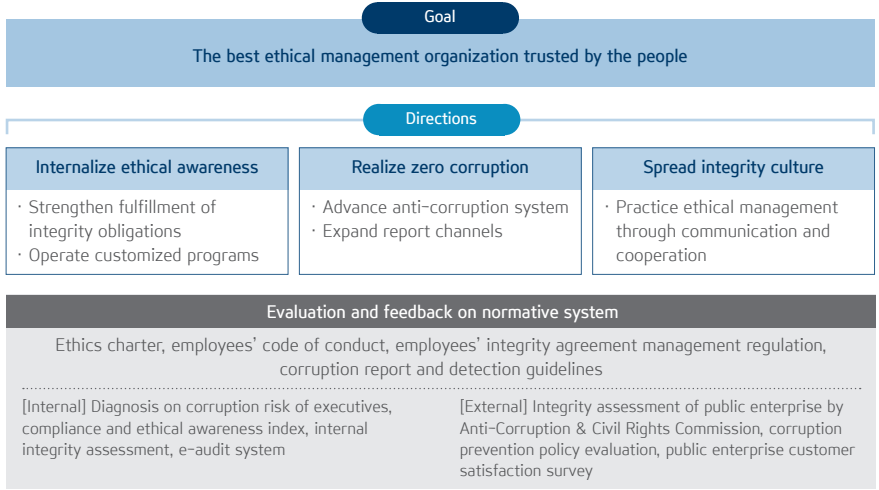 Goal
The best ethical management organization trusted by the people
Directions
Internalize ethical awareness
· Strengthen fulfillment of
integrity obligations
· Operate customized programs
Realize zero corruption
· Advance anti-corruption system
· Expand report channels
Spread integrity culture
· Practice ethical management
through communication and
cooperation
Evaluation and feedback on normative system
Ethics charter, employees’ code of conduct, employees’ integrity agreement management regulation,
corruption report and detection guidelines
[Internal] Diagnosis on corruption risk of executives,
compliance and ethical awareness index, internal
integrity assessment, e-audit system
[External] Integrity assessment of public enterprise by
Anti-Corruption & Civil Rights Commission, corruption
prevention policy evaluation, public enterprise customer
satisfaction survey